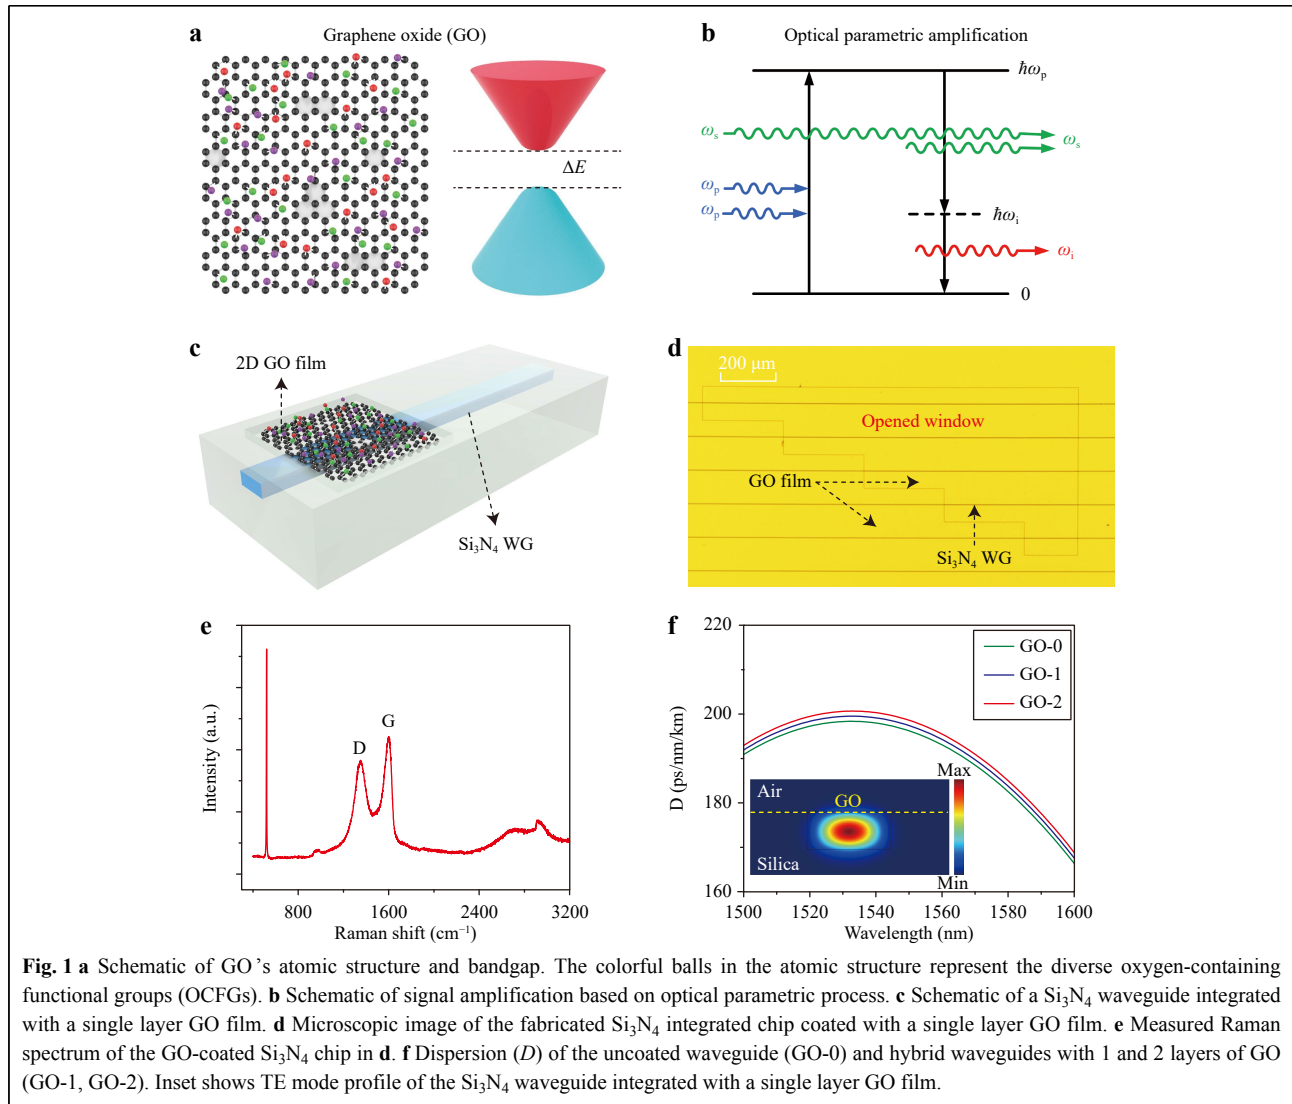 a
Graphene oxide (GO)
ΔE
b
Optical parametric amplification
ħωp
ωs
ωs
ωp
ωp
ħωi
ωi
0
c
2D GO film
Si3N4 WG
d
200 μm
Opened window
GO film
Si3N4 WG
e
Intensity (a.u.)
D
G
800
1600
2400
3200
Raman shift (cm−1)
f
220
200
180
160
D (ps/nm/km)
GO-0
GO-1
GO-2
Air
GO
Silica
Max
Min
1500
1520
1540
1560
1580
1600
Wavelength (nm)
Fig. 1 a Schematic of GO's atomic structure and bandgap. The colorful balls in the atomic structure represent the diverse oxygen-containing
functional groups (OCFGs). b Schematic of signal amplification based on optical parametric process. c Schematic of a Si3N4 waveguide integrated
with a single layer GO film. d Microscopic image of the fabricated Si3N4 integrated chip coated with a single layer GO film. e Measured Raman
spectrum of the GO-coated Si3N4 chip in d. f Dispersion (D) of the uncoated waveguide (GO-0) and hybrid waveguides with 1 and 2 layers of GO
(GO-1, GO-2). Inset shows TE mode profile of the Si3N4 waveguide integrated with a single layer GO film.